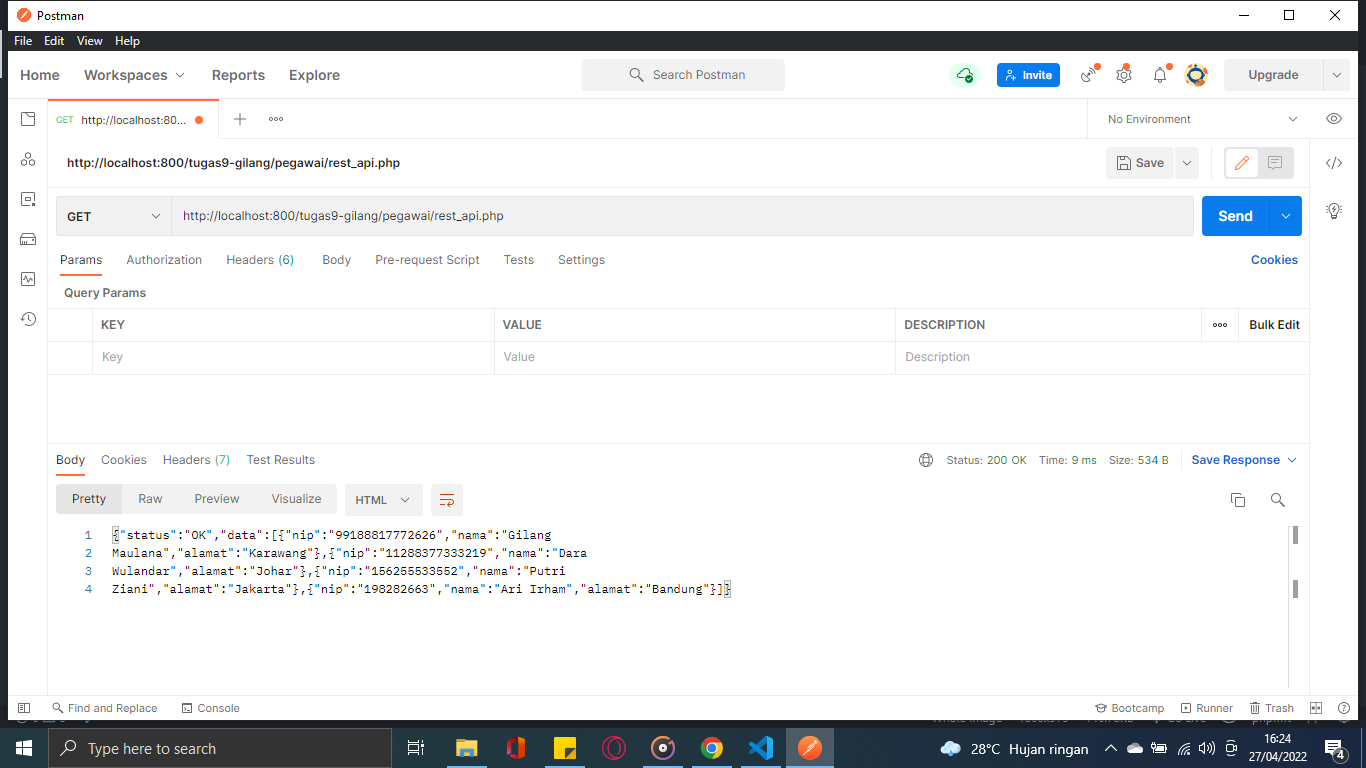 Postman
File Edit View Help
Home Workspaces Reports Explore Search Postman Invite Upgrade
GET http://localhost:80... No Environment
http://localhost:800/tugas9-gilang/pegawai/rest_api.php Save
GET http://localhost:800/tugas9-gilang/pegawai/rest_api.php Send
Params Authorization Headers (6) Body Pre-request Script Tests Settings Cookies
Query Params
KEY VALUE DESCRIPTION Bulk Edit
Key Value Description
Body Cookies Headers (7) Test Results Status: 200 OK Time: 9 ms Size: 534 B Save Response
Pretty Raw Preview Visualize HTML
1 {"status":"OK","data":[{"nip":"99188817772626","nama":"Gilang
2 Maulana","alamat":"Karawang"},{"nip":"11288377333219","nama":"Dara
3 Wulandar","alamat":"Johar"},{"nip":"156255533552","nama":"Putri
4 Ziani","alamat":"Jakarta"},{"nip":"198282663","nama":"Ari Irham","alamat":"Bandung"}]}
Find and Replace Console Bootcamp Runner Trash
Type here to search 28°C Hujan ringan 16:24
27/04/2022 4